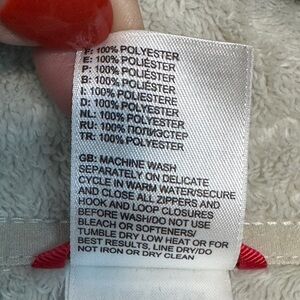 F: 100% POLYESTER
E: 100% POLIÉSTER
P: 100% POLIÉSTER
B: 100% POLIÉSTER
I: 100% POLIESTERE
D: 100% POLYESTER
NL: 100% POLYESTER
RU: 100% ПОЛИЭСТЕР
TR: 100% POLYESTER
GB: MACHINE WASH
SEPARATELY ON DELICATE
CYCLE IN WARM WATER/SECURE
AND CLOSE ALL ZIPPERS AND
HOOK AND LOOP CLOSURES
BEFORE WASH/DO NOT USE
BLEACH OR SOFTENERS/
TUMBLE DRY LOW HEAT OR/FOR
BEST RESULTS, LINE DRY/DO
NOT IRON OR DRY CLEAN